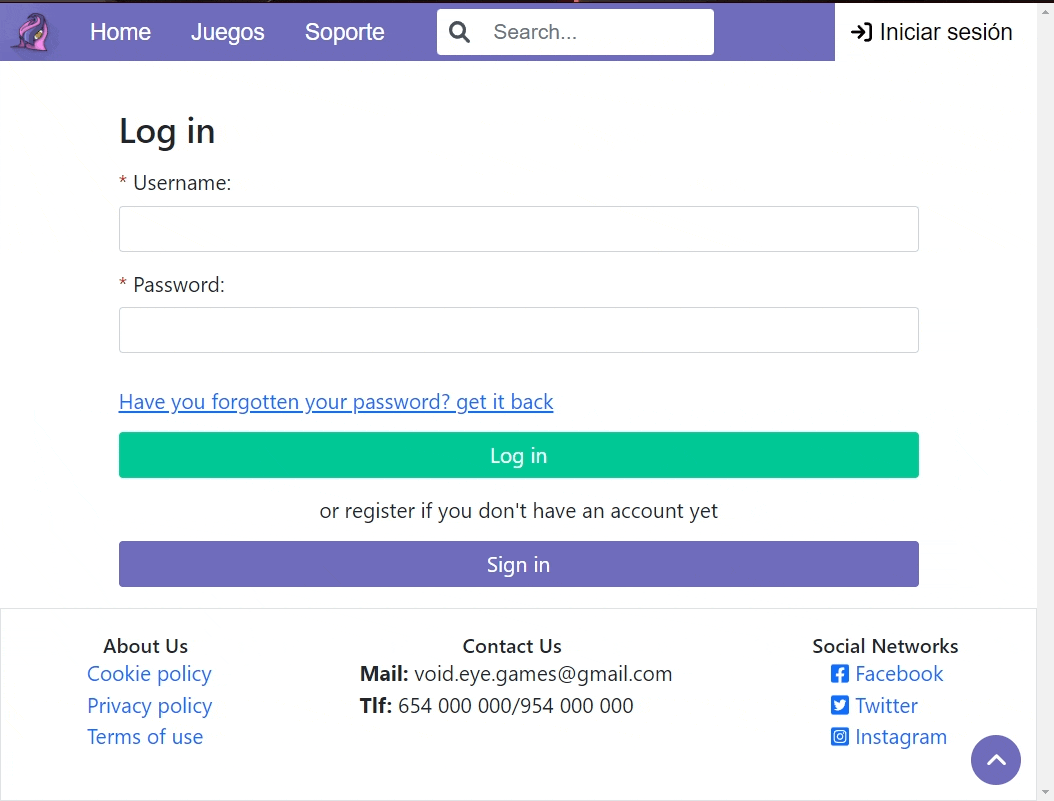 Home Juegos Soporte Search... Iniciar sesión
Log in
* Username:
* Password:
Have you forgotten your password? get it back
Log in
or register if you don't have an account yet
Sign in
About Us
Cookie policy
Privacy policy
Terms of use
Contact Us
Mail: void.eye.games@gmail.com
Tlf: 654 000 000/954 000 000
Social Networks
Facebook
Twitter
Instagram